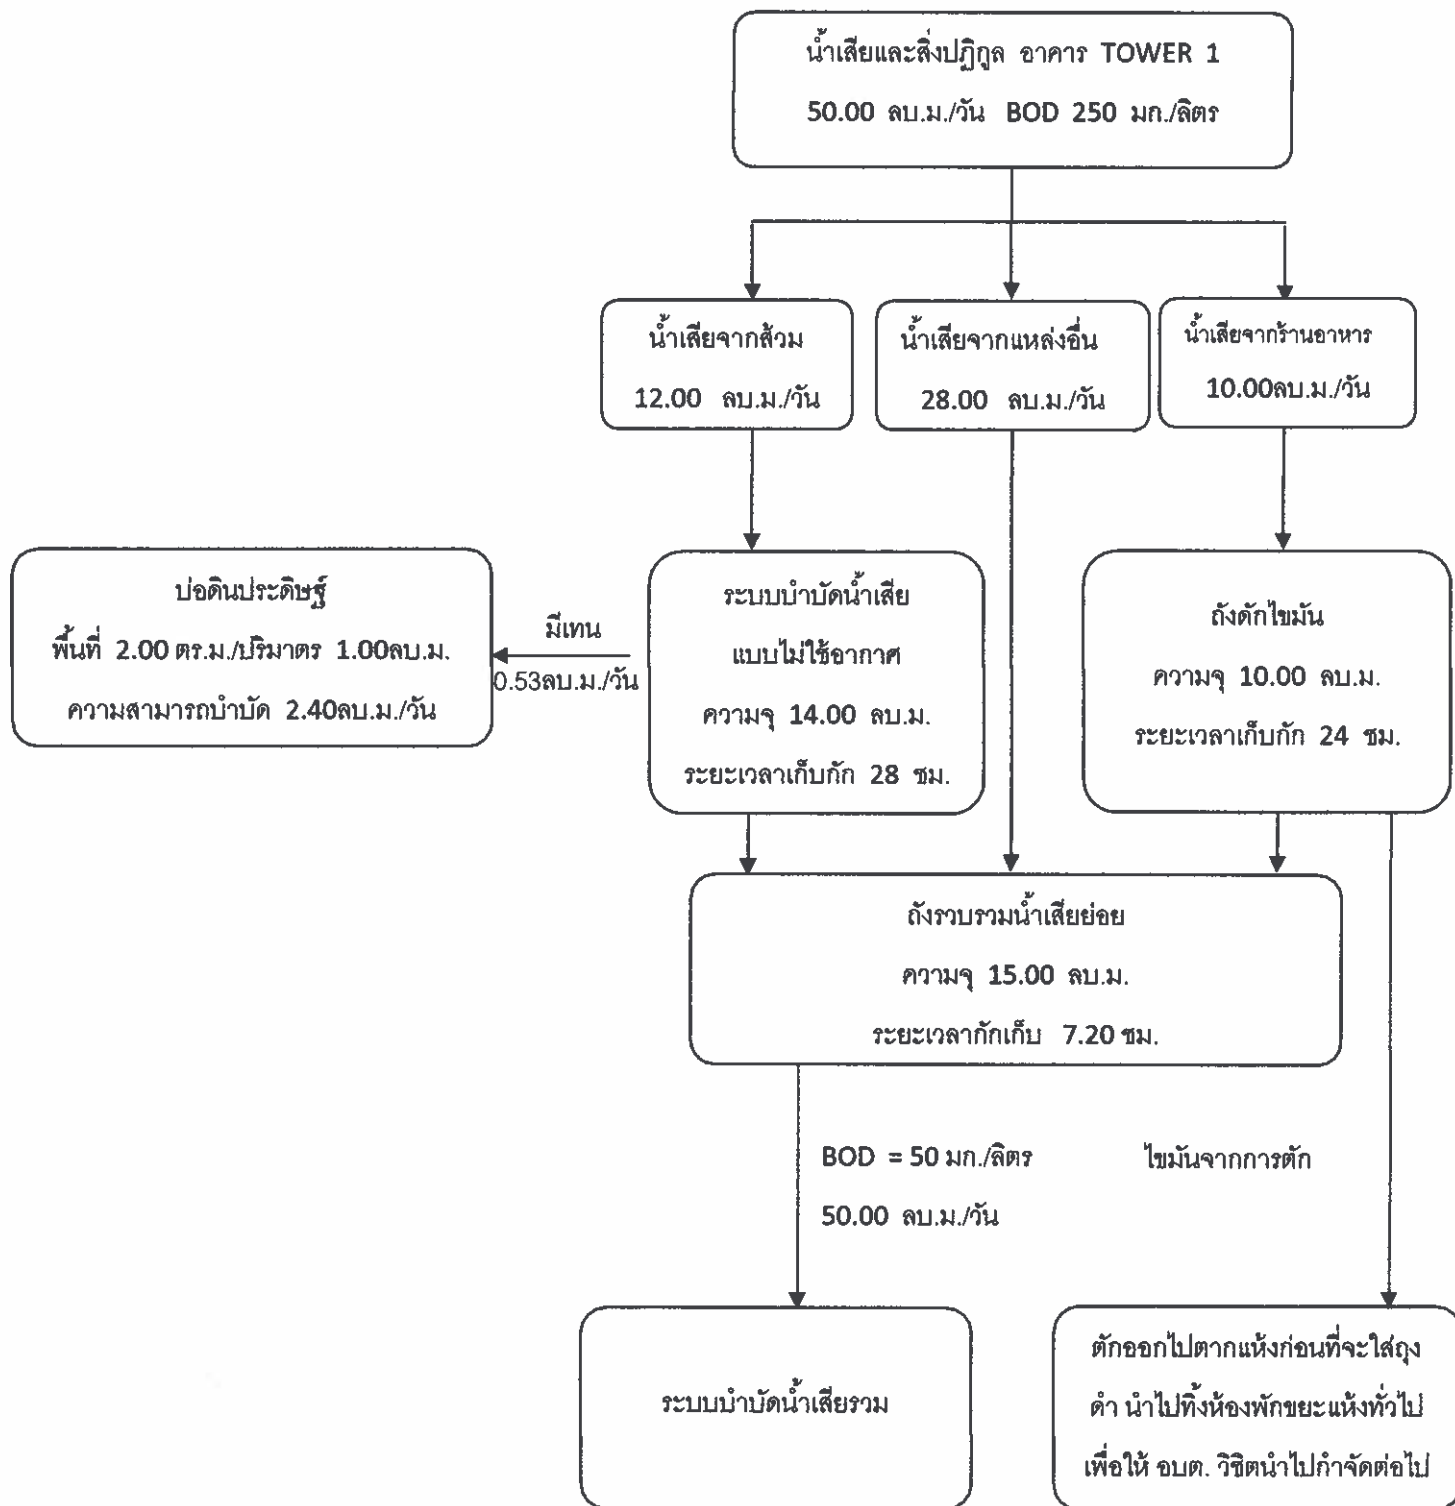 น้ำเสียและสิ่งปฏิกูล อาคาร TOWER 1
50.00 ลบ.ม./วัน BOD 250 มก./ลิตร
น้ำเสียจากส้วม
12.00 ลบ.ม./วัน
น้ำเสียจากแหล่งอื่น
28.00 ลบ.ม./วัน
น้ำเสียจากร้านอาหาร
10.00ลบ.ม./วัน
บ่อดินประดิษฐ์
พื้นที่ 2.00 ตร.ม./ปริมาตร 1.00ลบ.ม.
ความสามารถบำบัด 2.40ลบ.ม./วัน
มีเทน
0.53ลบ.ม./วัน
ระบบบำบัดน้ำเสีย
แบบไม่ใช้อากาศ
ความจุ 14.00 ลบ.ม.
ระยะเวลาเก็บกัก 28 ชม.
ถังดักไขมัน
ความจุ 10.00 ลบ.ม.
ระยะเวลาเก็บกัก 24 ชม.
ถังรวบรวมน้ำเสียย่อย
ความจุ 15.00 ลบ.ม.
ระยะเวลากักเก็บ 7.20 ชม.
BOD = 50 มก./ลิตร
50.00 ลบ.ม./วัน
ไขมันจากการตัก
ระบบบำบัดน้ำเสียรวม
ตักออกไปตากแห้งก่อนที่จะใส่ถุง
ดำ นำไปทิ้งห้องพักขยะแห้งทั่วไป
เพื่อให้ อบต. วิชิตนำไปกำจัดต่อไป